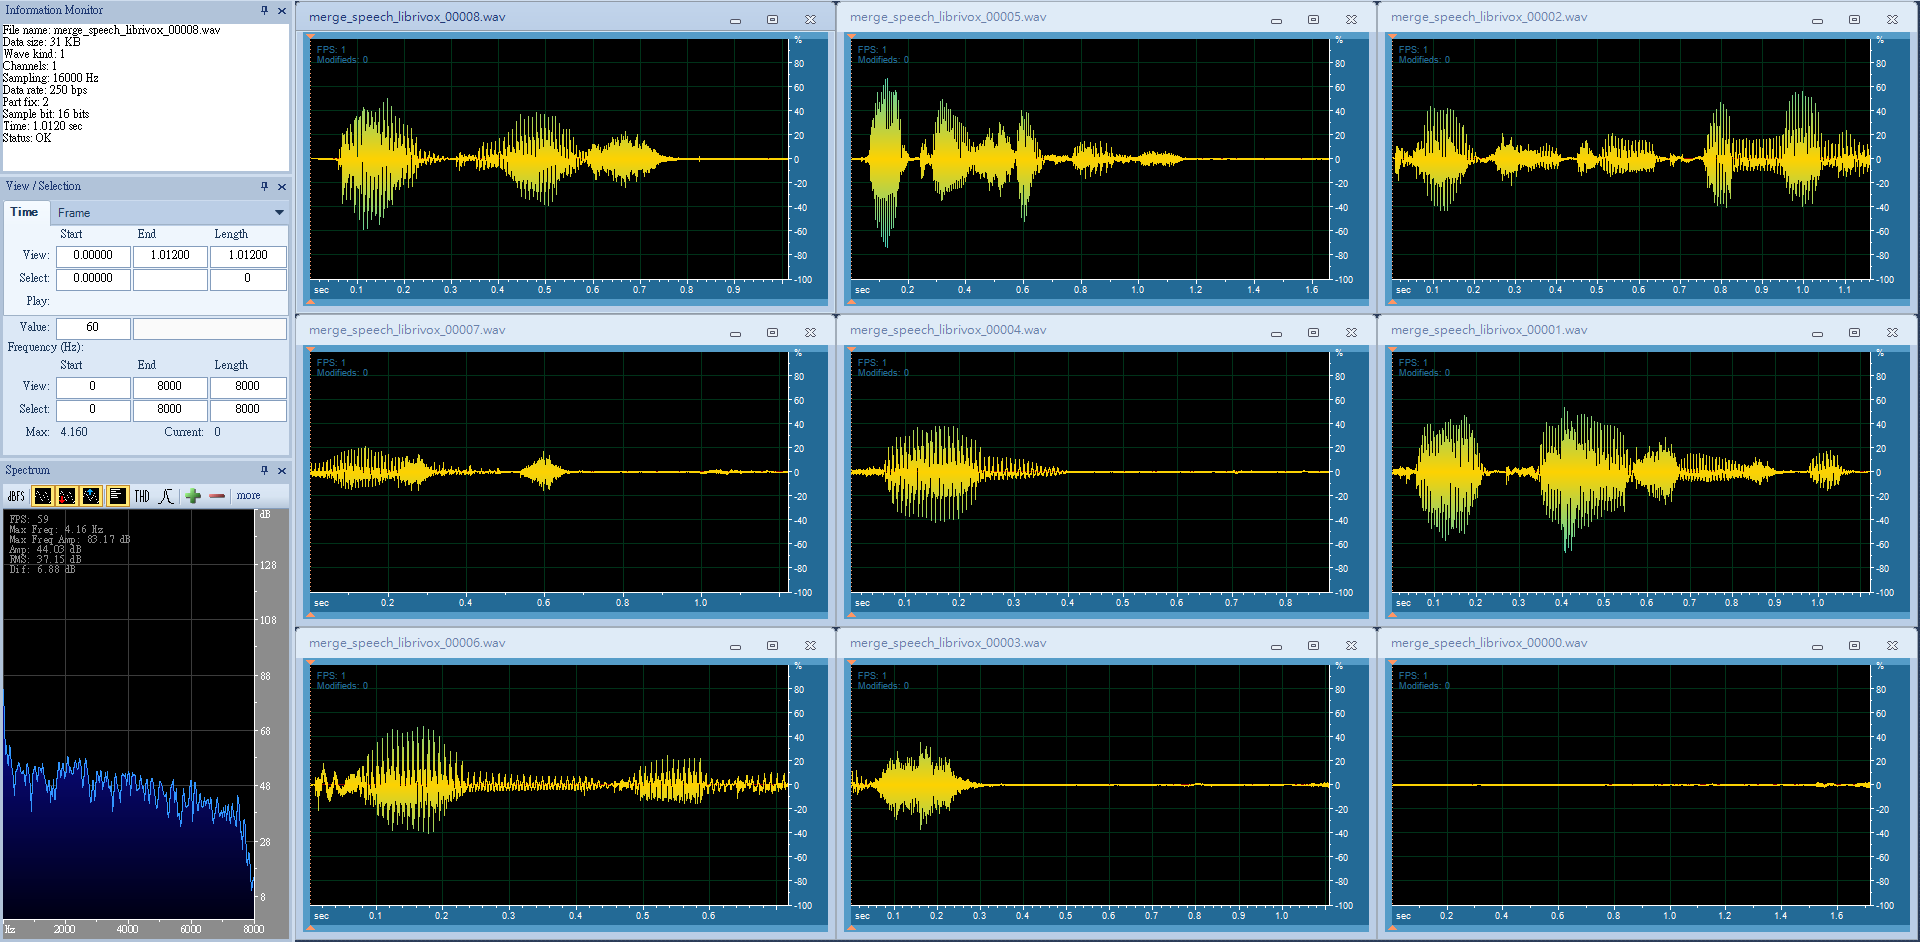 Information Monitor
File name: merge_speech_librivox_00008.wav
Data size: 31 KB
Wave kind: 1
Channels: 1
Sampling: 16000 Hz
Data rate: 250 bps
Part fix: 2
Sample bit: 16 bits
Time: 1.0120 sec
Status: OK
View / Selection
Time Frame
Start End Length
View: 0.00000 1.01200 1.01200
Select: 0.00000 0
Play:
Value: 60
Frequency (Hz):
Start End Length
View: 0 8000 8000
Select: 0 8000 8000
Max: 4.160 Current: 0
Spectrum
dBFS THD more
FPS: 59
Max Freq: 4.16 Hz
Max Freq Amp: 83.17 dB
Amp: 44.03 dB
RMS: 37.15 dB
Dif: 6.88 dB
dB
128
108
88
68
48
28
8
Hz 2000 4000 6000 8000
merge_speech_librivox_00008.wav
FPS: 1
Modifieds: 0
%
80
60
40
20
0
-20
-40
-60
-80
-100
sec 0.1 0.2 0.3 0.4 0.5 0.6 0.7 0.8 0.9
merge_speech_librivox_00005.wav
FPS: 1
Modifieds: 0
%
80
60
40
20
0
-20
-40
-60
-80
-100
sec 0.2 0.4 0.6 0.8 1.0 1.2 1.4 1.6
merge_speech_librivox_00002.wav
FPS: 1
Modifieds: 0
%
80
60
40
20
0
-20
-40
-60
-80
-100
sec 0.1 0.2 0.3 0.4 0.5 0.6 0.7 0.8 0.9 1.0 1.1
merge_speech_librivox_00007.wav
FPS: 1
Modifieds: 0
%
80
60
40
20
0
-20
-40
-60
-80
-100
sec 0.2 0.4 0.6 0.8 1.0
merge_speech_librivox_00004.wav
FPS: 1
Modifieds: 0
%
80
60
40
20
0
-20
-40
-60
-80
-100
sec 0.1 0.2 0.3 0.4 0.5 0.6 0.7 0.8
merge_speech_librivox_00001.wav
FPS: 1
Modifieds: 0
%
80
60
40
20
0
-20
-40
-60
-80
-100
sec 0.1 0.2 0.3 0.4 0.5 0.6 0.7 0.8 0.9 1.0
merge_speech_librivox_00006.wav
FPS: 1
Modifieds: 0
%
80
60
40
20
0
-20
-40
-60
-80
-100
sec 0.1 0.2 0.3 0.4 0.5 0.6
merge_speech_librivox_00003.wav
FPS: 1
Modifieds: 0
%
80
60
40
20
0
-20
-40
-60
-80
-100
sec 0.1 0.2 0.3 0.4 0.5 0.6 0.7 0.8 0.9 1.0
merge_speech_librivox_00000.wav
FPS: 1
Modifieds: 0
%
80
60
40
20
0
-20
-40
-60
-80
-100
sec 0.2 0.4 0.6 0.8 1.0 1.2 1.4 1.6